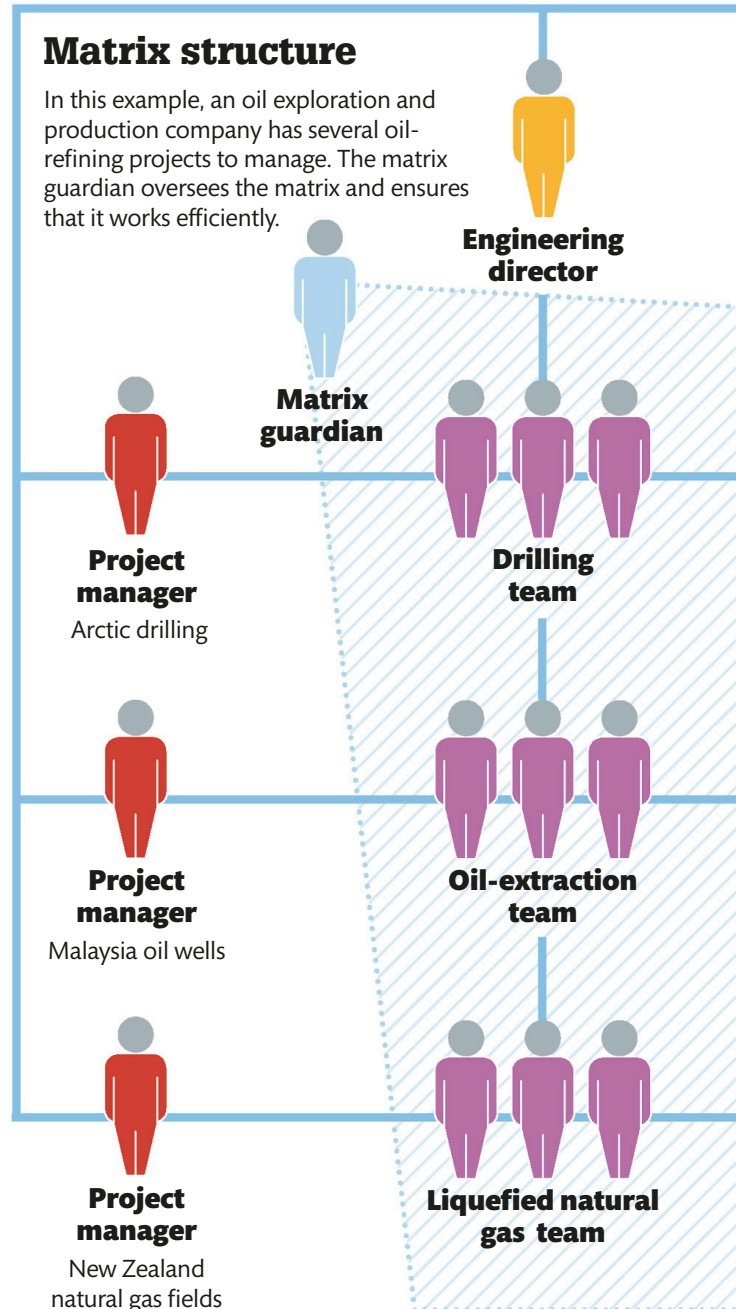 Matrix structure
In this example, an oil exploration and
production company has several oil-
refining projects to manage. The matrix
guardian oversees the matrix and ensures
that it works efficiently.
Engineering
director
Matrix
guardian
Project
manager
Arctic drilling
Drilling
team
Project
manager
Malaysia oil wells
Oil-extraction
team
Project
manager
New Zealand
natural gas fields
Liquefied natural
gas team